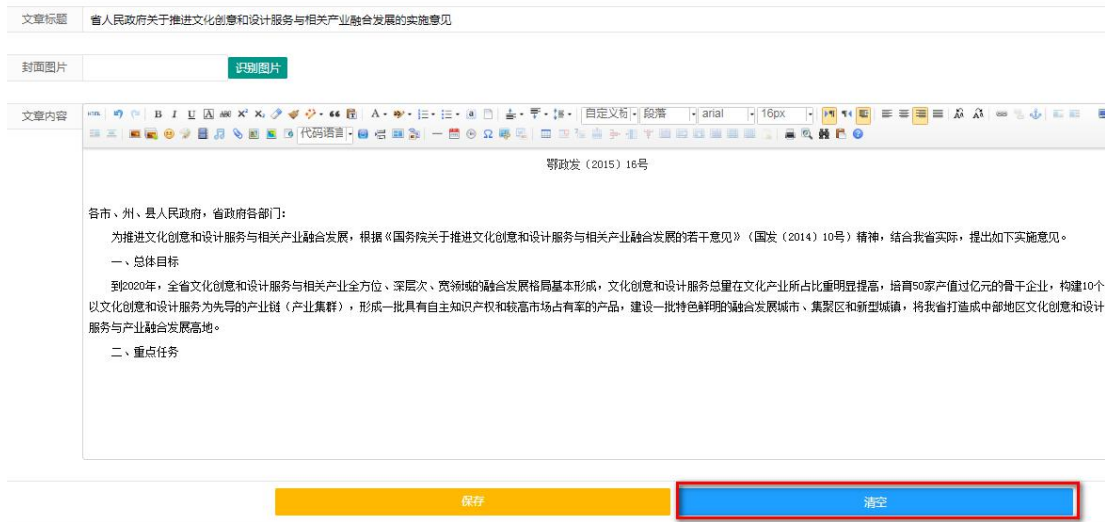 文章标题 省人民政府关于推进文化创意和设计服务与相关产业融合发展的实施意见
封面图片 识别图片
文章内容 HTML B I U A ABC X² X₂ A 自定义标 段落 arial 16px
代码语言 Ω
鄂政发（2015）16号
各市、州、县人民政府，省政府各部门：
为推进文化创意和设计服务与相关产业融合发展，根据《国务院关于推进文化创意和设计服务与相关产业融合发展的若干意见》（国发（2014）10号）精神，结合我省实际，提出如下实施意见。
一、总体目标
到2020年，全省文化创意和设计服务与相关产业全方位、深层次、宽领域的融合发展格局基本形成，文化创意和设计服务总量在文化产业所占比重明显提高，培育50家产值过亿元的骨干企业，构建10个
以文化创意和设计服务为先导的产业链（产业集群），形成一批具有自主知识产权和较高市场占有率的产品，建设一批特色鲜明的融合发展城市、集聚区和新型城镇，将我省打造成中部地区文化创意和设计
服务与产业融合发展高地。
二、重点任务
保存 清空